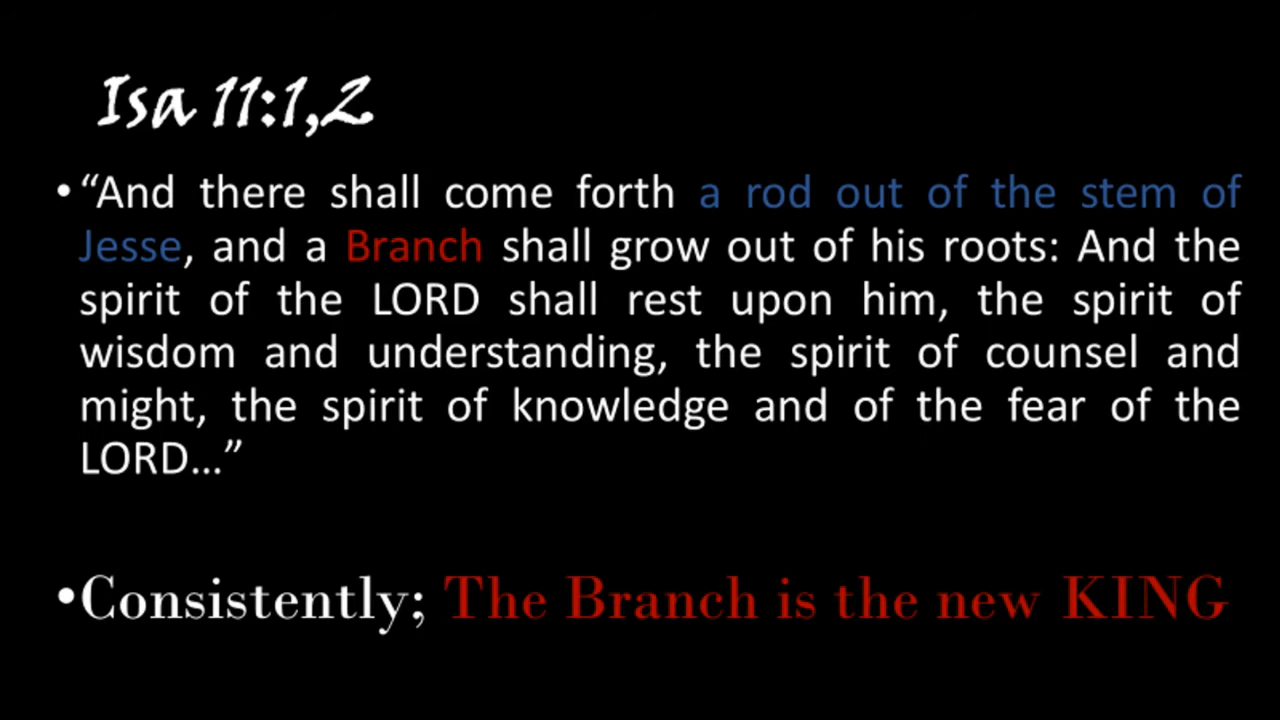 Isa 11:1,2
• “And there shall come forth a rod out of the stem of
Jesse, and a Branch shall grow out of his roots: And the
spirit of the LORD shall rest upon him, the spirit of
wisdom and understanding, the spirit of counsel and
might, the spirit of knowledge and of the fear of the
LORD…”
•Consistently; The Branch is the new KING